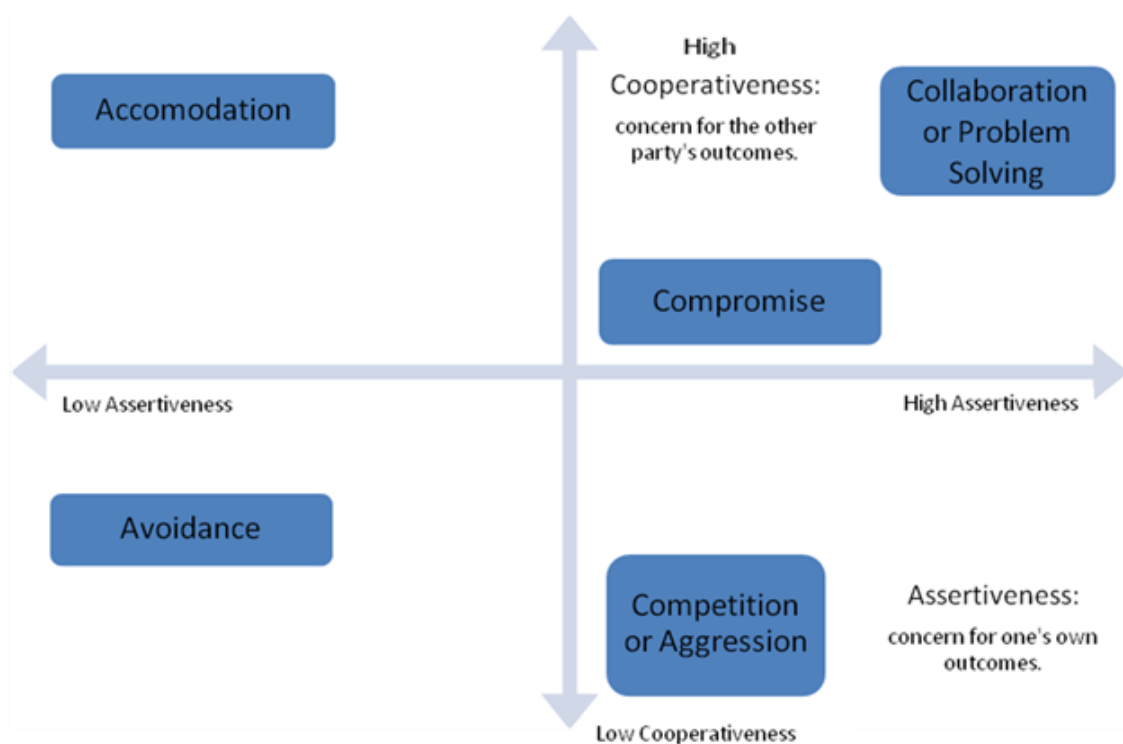 High
Cooperativeness:
concern for the other
party's outcomes.
Accomodation
Collaboration
or Problem
Solving
Compromise
Low Assertiveness
High Assertiveness
Avoidance
Competition
or Aggression
Assertiveness:
concern for one's own
outcomes.
Low Cooperativeness